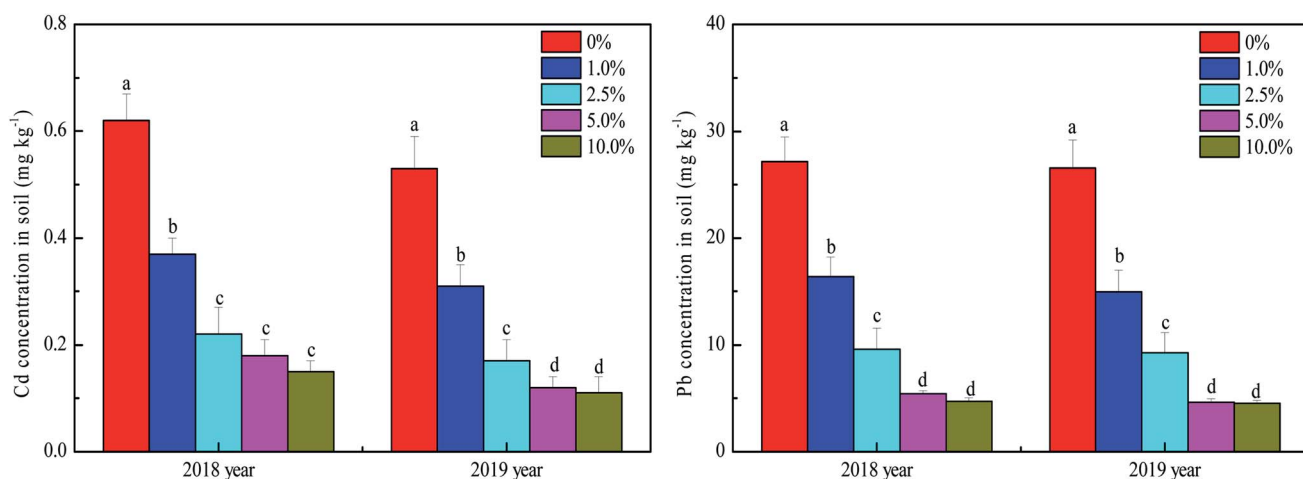 Cd concentration in soil (mg kg⁻¹)
0.8
0.6
0.4
0.2
0.0
0%
1.0%
2.5%
5.0%
10.0%
a
b
c
c
c
a
b
c
d
d
2018 year
2019 year
Pb concentration in soil (mg kg⁻¹)
40
30
20
10
0
0%
1.0%
2.5%
5.0%
10.0%
a
b
c
d
d
a
b
c
d
d
2018 year
2019 year